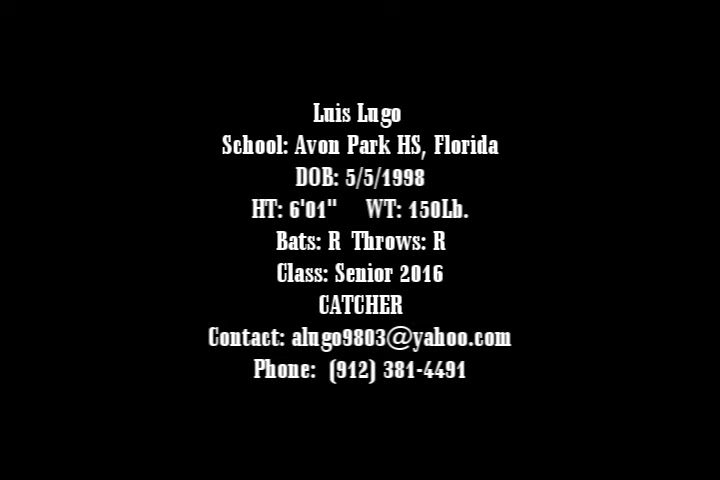 Luis Lugo
School: Avon Park HS, Florida
DOB: 5/5/1998
HT: 6'01" WT: 150Lb.
Bats: R Throws: R
Class: Senior 2016
CATCHER
Contact: alugo9803@yahoo.com
Phone: (912) 381-4491